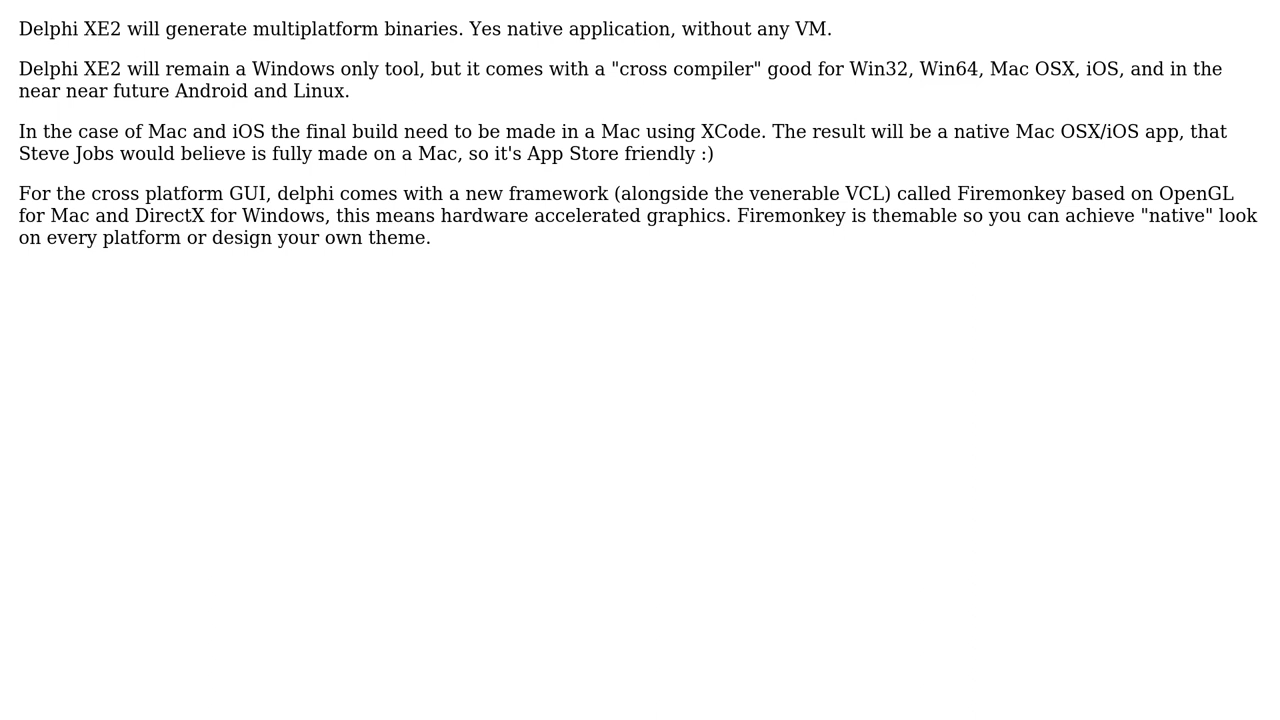 Delphi XE2 will generate multiplatform binaries. Yes native application, without any VM.
Delphi XE2 will remain a Windows only tool, but it comes with a "cross compiler" good for Win32, Win64, Mac OSX, iOS, and in the
near near future Android and Linux.
In the case of Mac and iOS the final build need to be made in a Mac using XCode. The result will be a native Mac OSX/iOS app, that
Steve Jobs would believe is fully made on a Mac, so it's App Store friendly :)
For the cross platform GUI, delphi comes with a new framework (alongside the venerable VCL) called Firemonkey based on OpenGL
for Mac and DirectX for Windows, this means hardware accelerated graphics. Firemonkey is themable so you can achieve "native" look
on every platform or design your own theme.